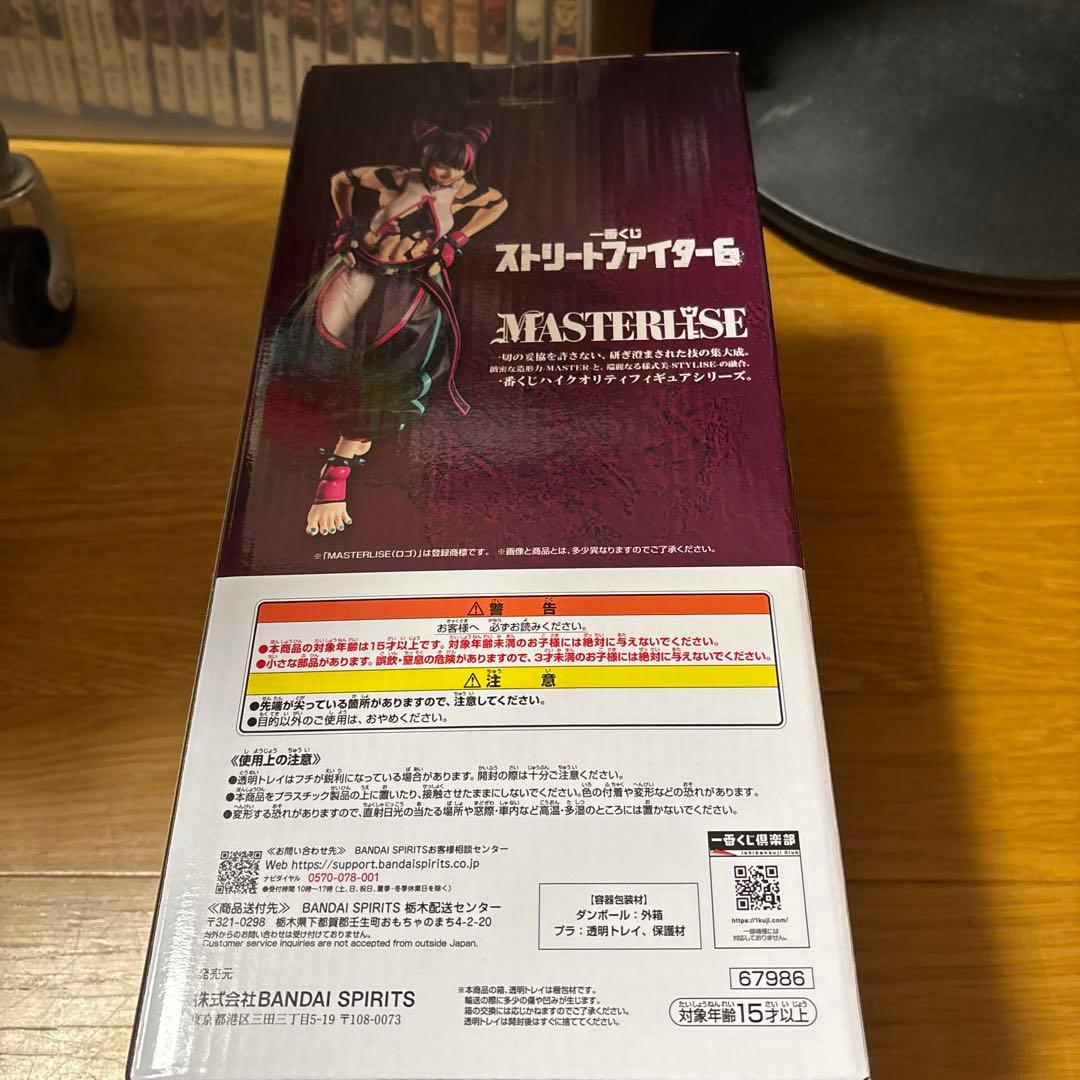 一番くじ
ストリートファイター6
MASTERLISE
一切の妥協を許さない、研ぎ澄まされた技の集大成。
緻密な造形力-MASTER-と、端麗なる様式美-STYLISE-の融合。
一番くじハイクオリティフィギュアシリーズ。
※「MASTERLISE(ロゴ)」は登録商標です。 ※画像と商品とは、多少異なりますのでご了承ください。
⚠警告
お客様へ 必ずお読みください。
●本商品の対象年齢は15才以上です。対象年齢未満のお子様には絶対に与えないでください。
●小さな部品があります。誤飲・窒息の危険がありますので、3才未満のお子様には絶対に与えないでください。
⚠注意
●先端が尖っている箇所がありますので、注意してください。
●目的以外のご使用は、おやめください。
《使用上の注意》
●透明トレイはフチが鋭利になっている場合があります。開封の際は十分ご注意ください。
●本商品をプラスチック製品の上に置いたり、接触させたままにしないでください。色の付着や変形などの恐れがあります。
●変形する恐れがありますので、直射日光の当たる場所や窓際・車内など高温・多湿のところには置かないでください。
≪お問い合わせ先≫ BANDAI SPIRITSお客様相談センター
Web https://support.bandaispirits.co.jp
ナビダイヤル 0570-078-001
●受付時間 10時〜17時(土、日、祝日、夏季・冬季休業日を除く)
≪商品送付先≫ BANDAI SPIRITS 栃木配送センター
〒321-0298 栃木県下都賀郡壬生町おもちゃのまち4-2-20
海外からのお問い合わせは受け付けておりません。
Customer service inquiries are not accepted from outside Japan.
【容器包装材】
ダンボール:外箱
プラ:透明トレイ、保護材
一番くじ倶楽部
Ichibankuji Club
https://1kuji.com/
一部機種には
対応しておりません。
発売元
株式会社BANDAI SPIRITS
東京都港区三田三丁目5-19 〒108-0073
※本商品の箱、透明トレイは梱包材です。
輸送の際に多少の傷や凹みが生じます。
箱の交換には応じかねますのでご了承ください。
透明トレイは開封後はすぐに捨ててください。
67986
対象年齢15才以上